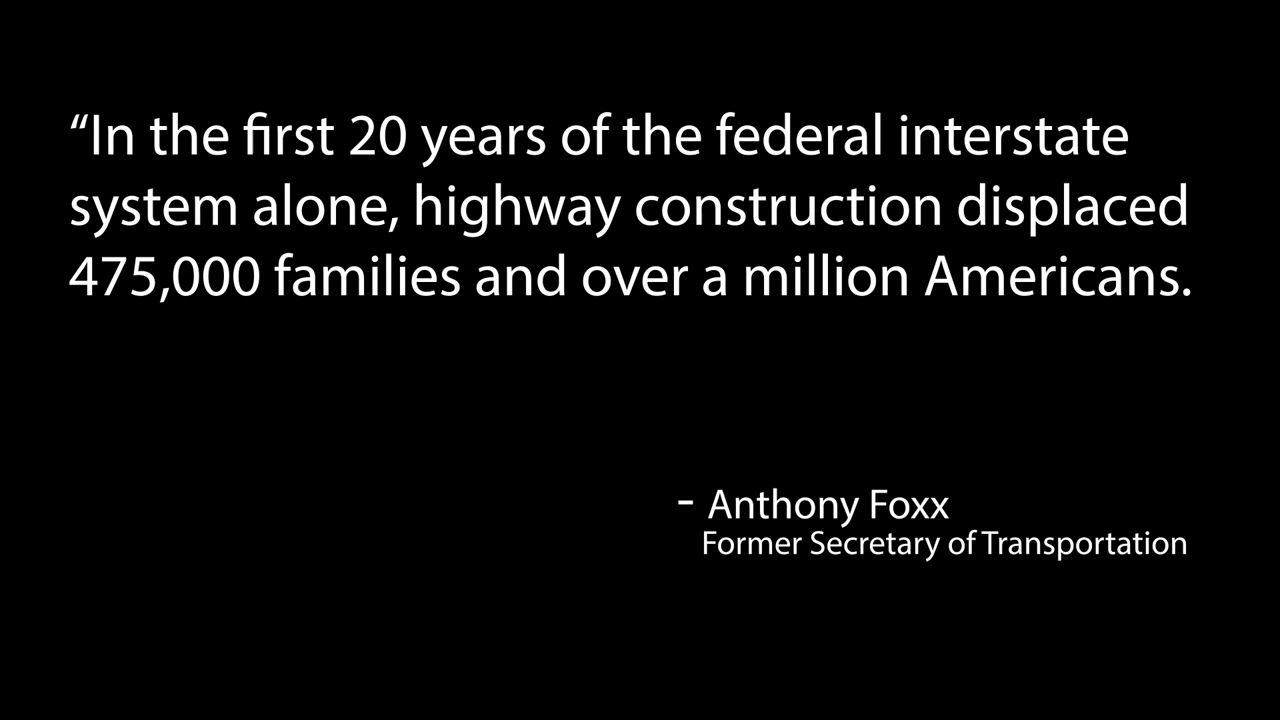 “In the first 20 years of the federal interstate
system alone, highway construction displaced
475,000 families and over a million Americans.
- Anthony Foxx
Former Secretary of Transportation